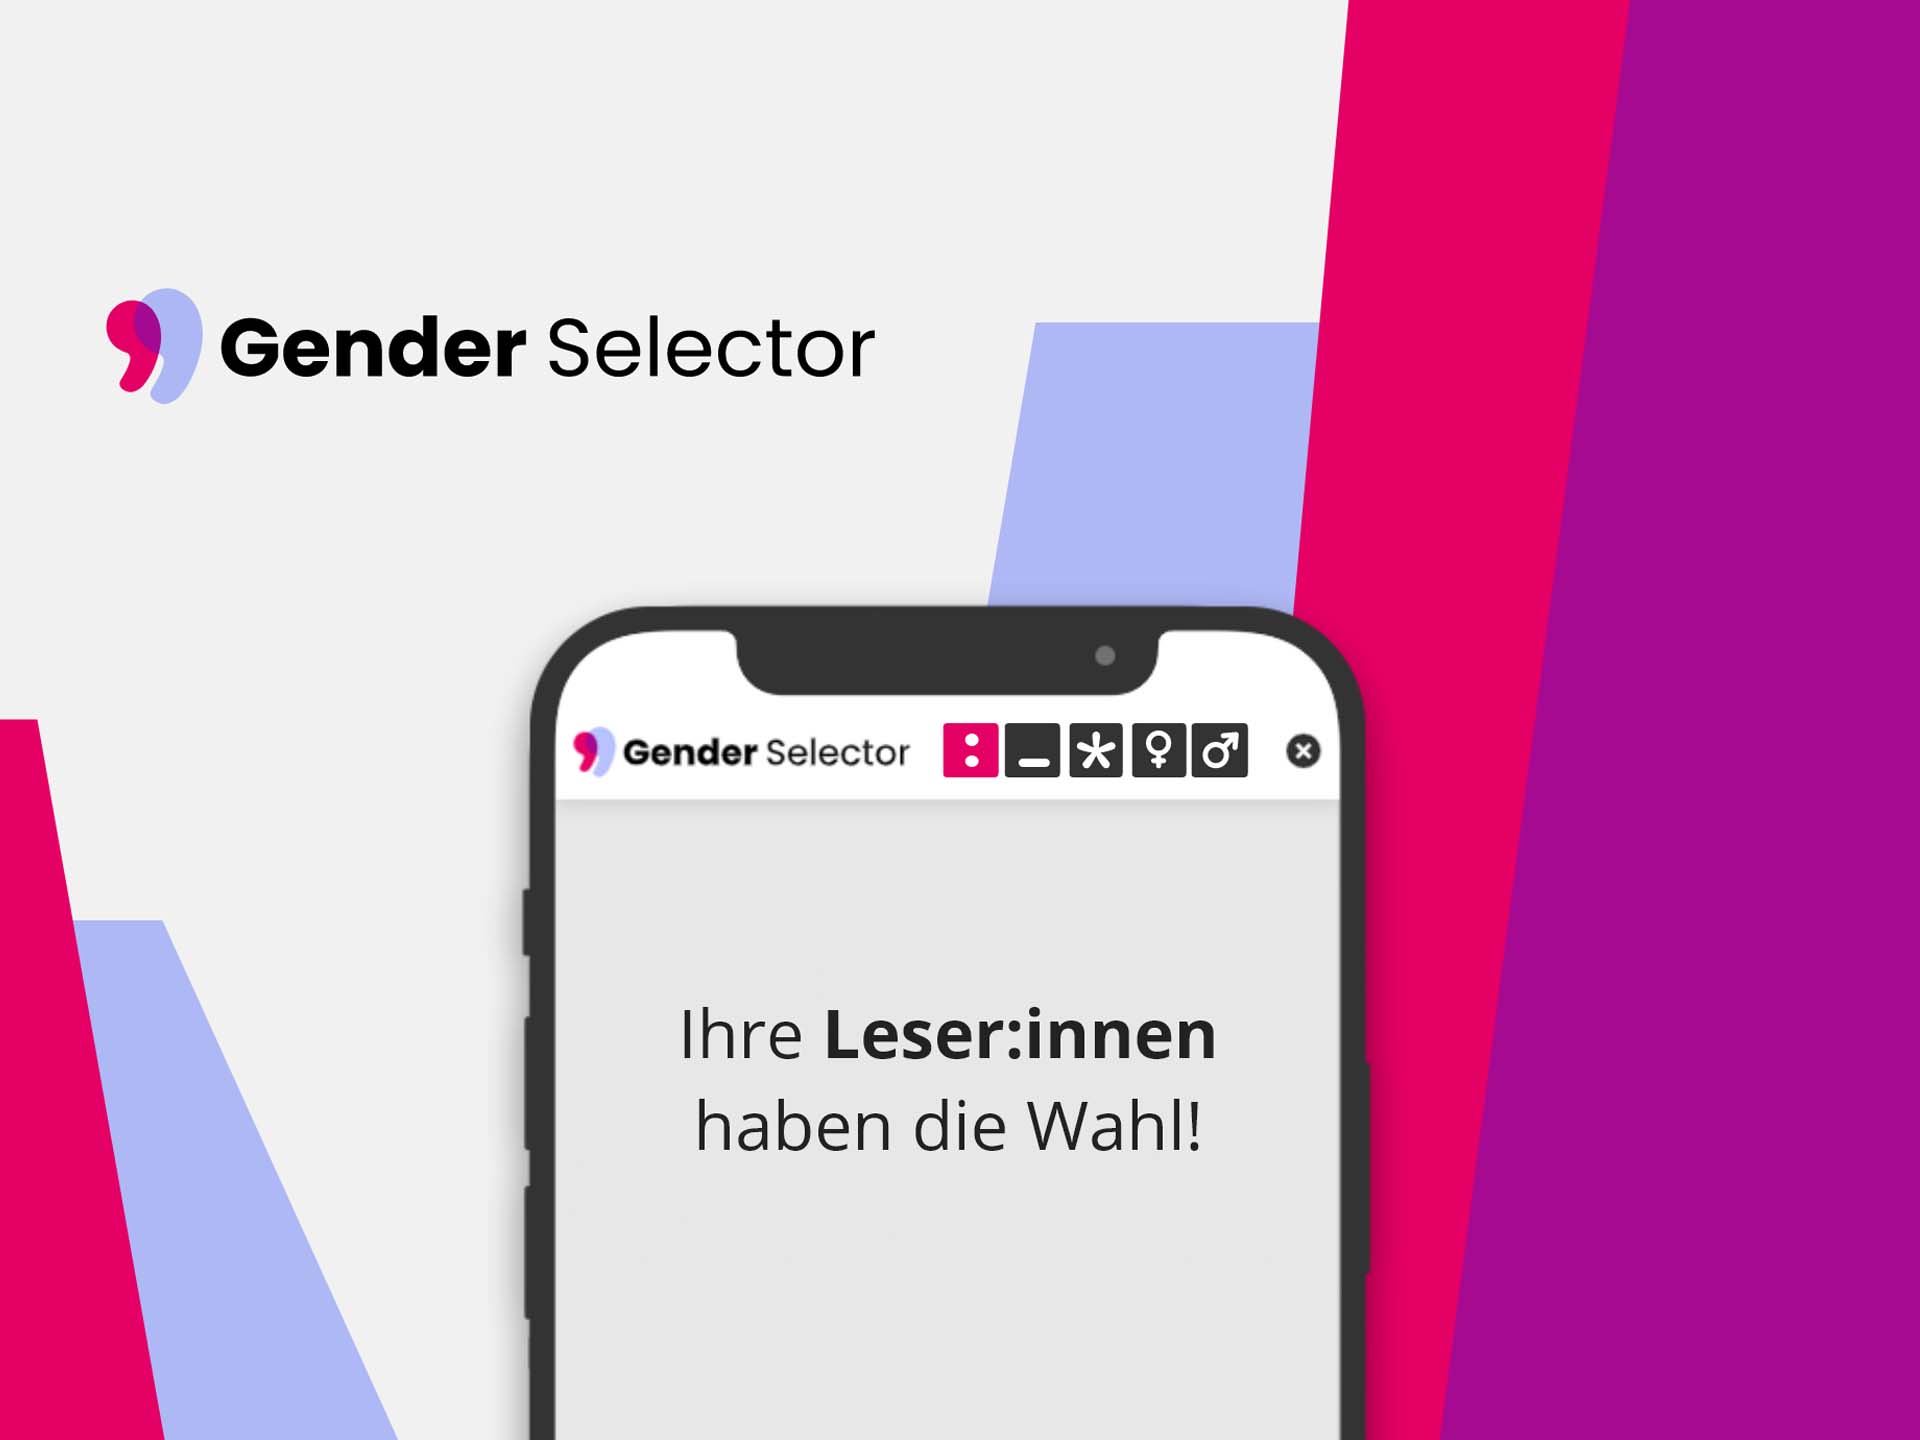 Gender Selector
Gender Selector : _ * ♀ ♂
Ihre Leser:innen
haben die Wahl!